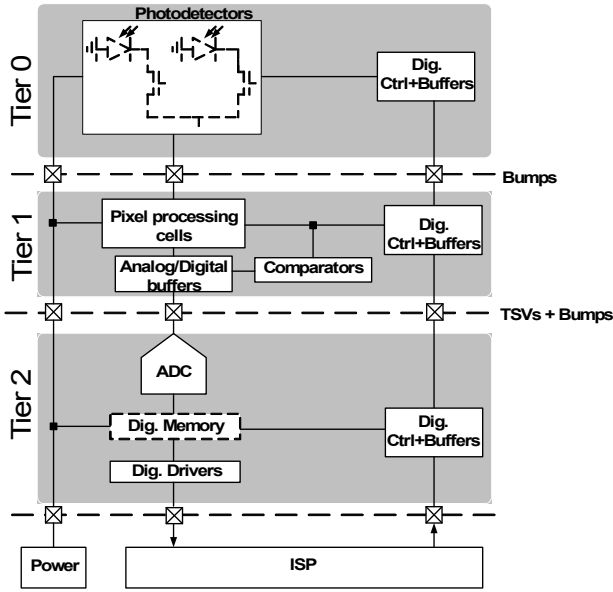 Photodetectors
Tier 0
Dig.
Ctrl+Buffers
Bumps
Tier 1
Pixel processing
cells
Dig.
Ctrl+Buffers
Analog/Digital
buffers
Comparators
TSVs + Bumps
Tier 2
ADC
Dig. Memory
Dig.
Ctrl+Buffers
Dig. Drivers
Power
ISP